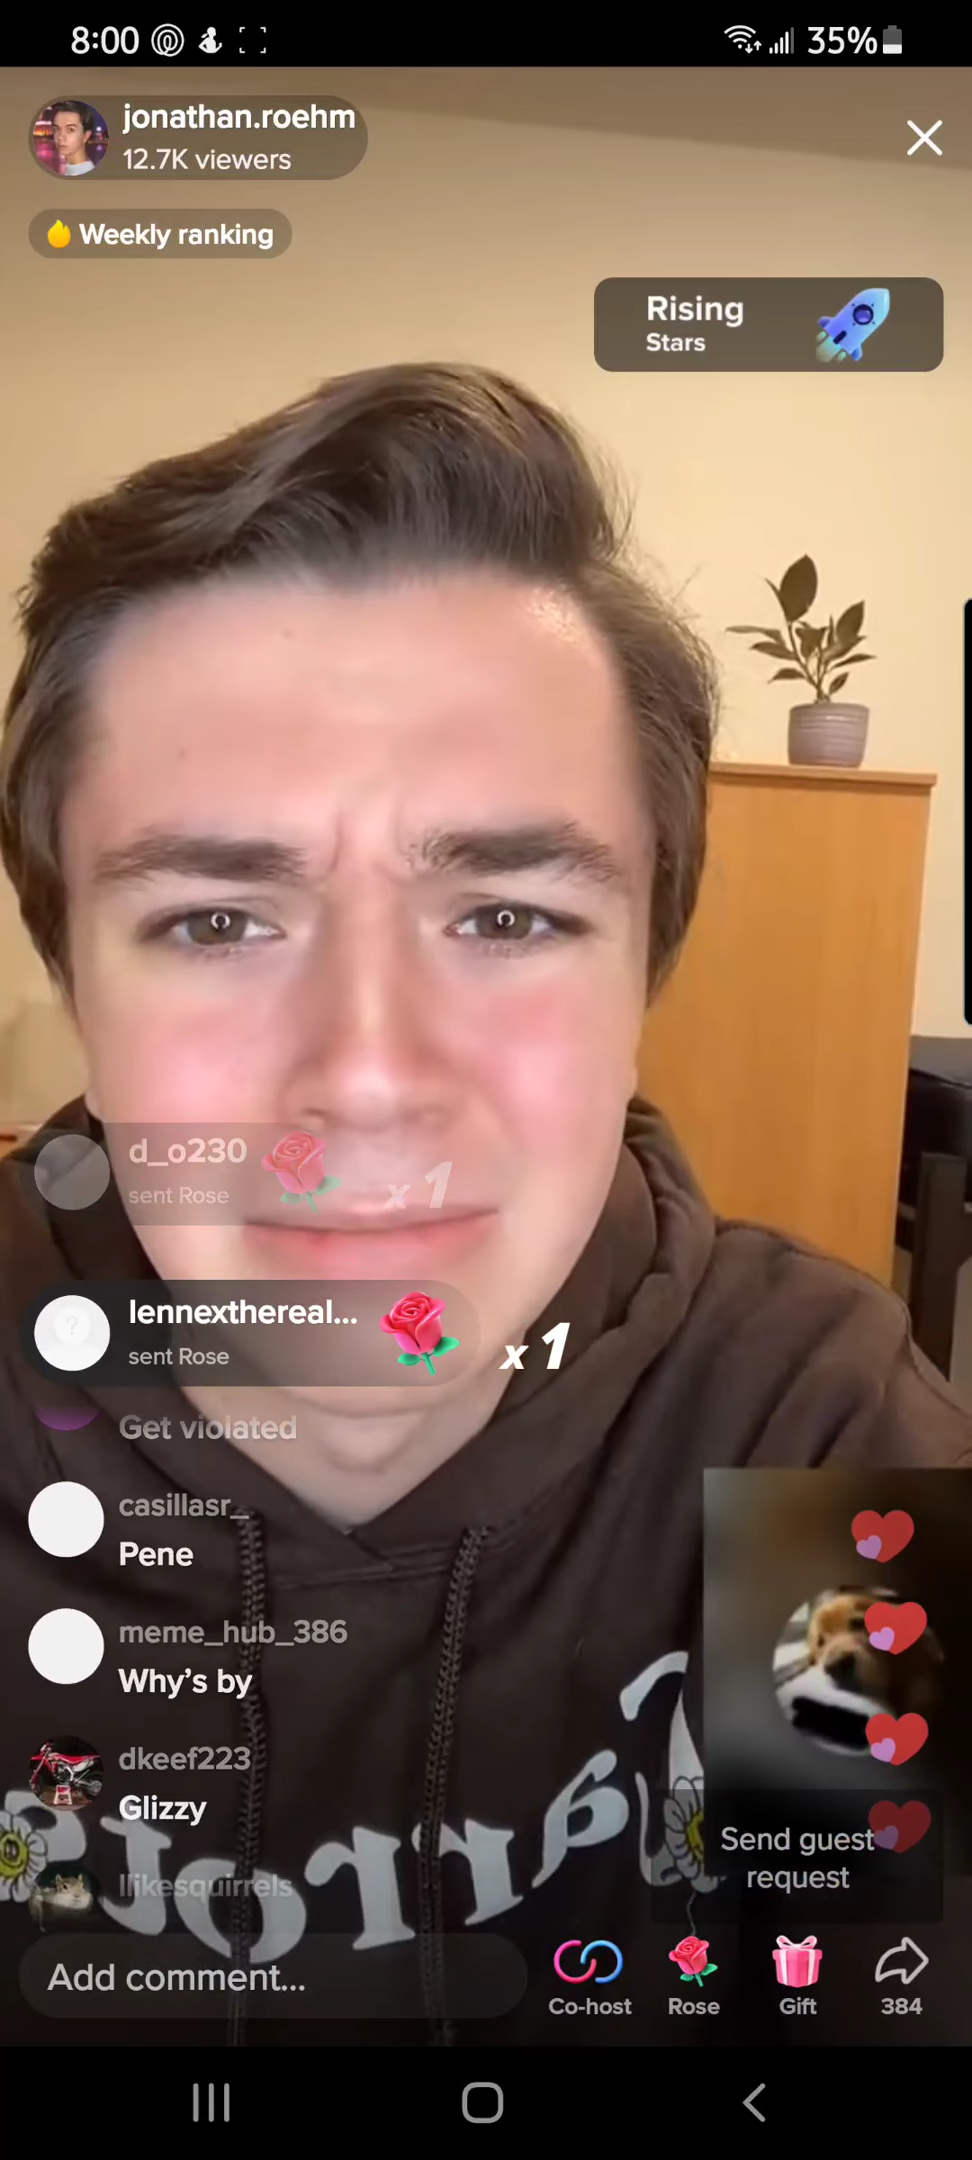 8:00
35%
jonathan.roehm
12.7K viewers
Weekly ranking
Rising
Stars
d_o230
sent Rose
x 1
lennexthereal...
sent Rose
x 1
Get violated
casillasr_
Pene
meme_hub_386
Why's by
dkeef223
Glizzy
llikesquirrels
Send guest
request
Add comment...
Co-host
Rose
Gift
384